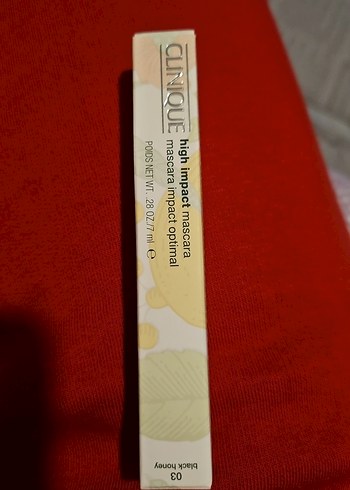 CLINIQUE
high impact mascara
mascara impact optimal
POIDS NET WT. .28 OZ./7 ml ℮
03
black honey